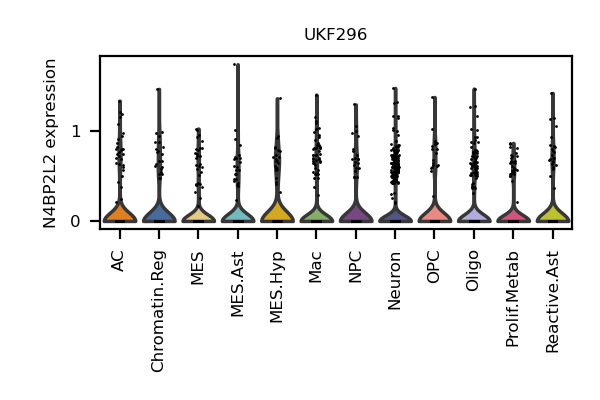 UKF296
N4BP2L2 expression
1
0
AC
Chromatin.Reg
MES
MES.Ast
MES.Hyp
Mac
NPC
Neuron
OPC
Oligo
Prolif.Metab
Reactive.Ast